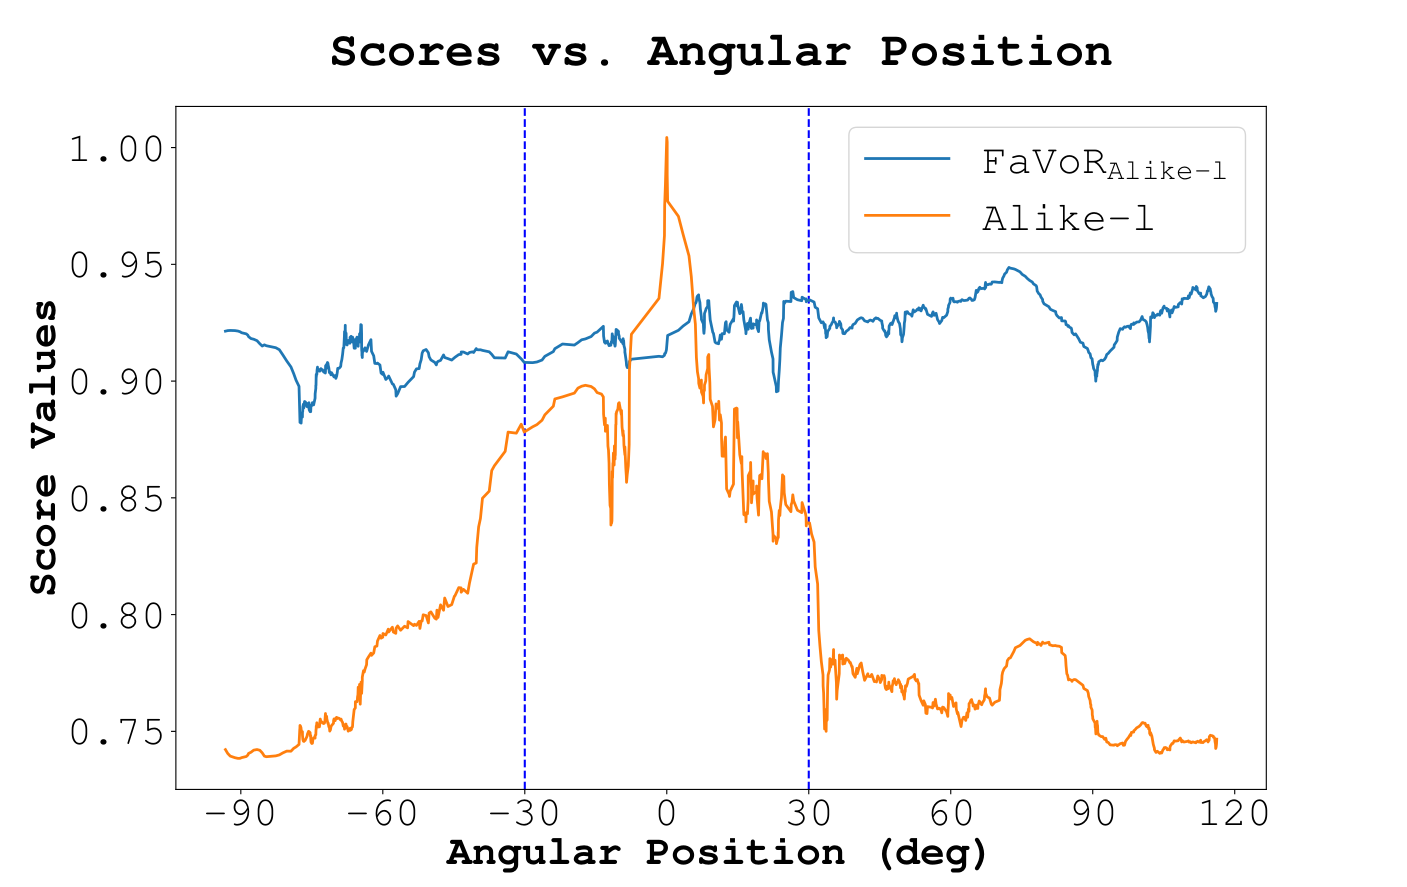 Scores vs. Angular Position
FaVoR_Alike-l
Alike-l
1.00
0.95
0.90
0.85
0.80
0.75
Score Values
−90 −60 −30 0 30 60 90 120
Angular Position (deg)